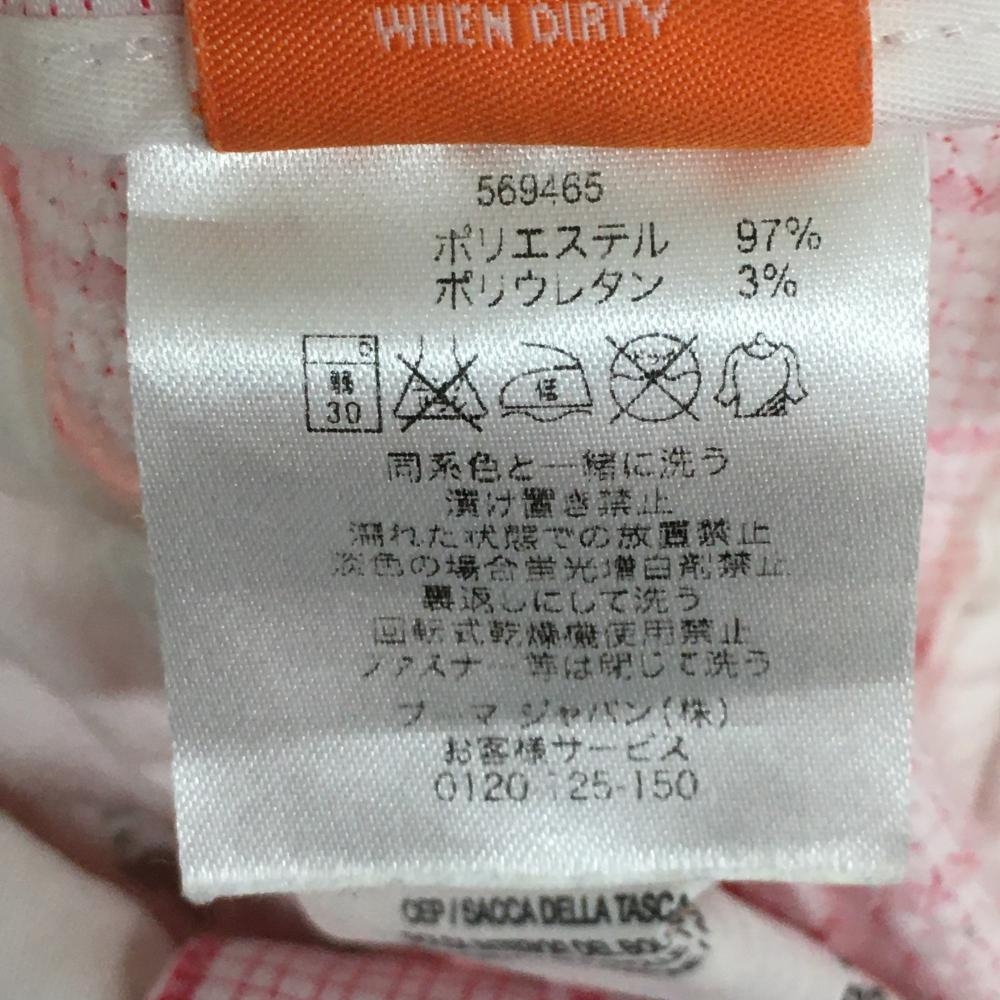 WHEN DIRTY
569465
ポリエステル 97%
ポリウレタン 3%
弱
30
低
同系色と一緒に洗う
漬け置き禁止
濡れた状態での放置禁止
淡色の場合蛍光増白剤禁止
裏返しにして洗う
回転式乾燥機使用禁止
ファスナー等は閉じて洗う
プーマ ジャパン(株)
お客様サービス
0120-125-150
OEP / SACCA DELLA TASCA